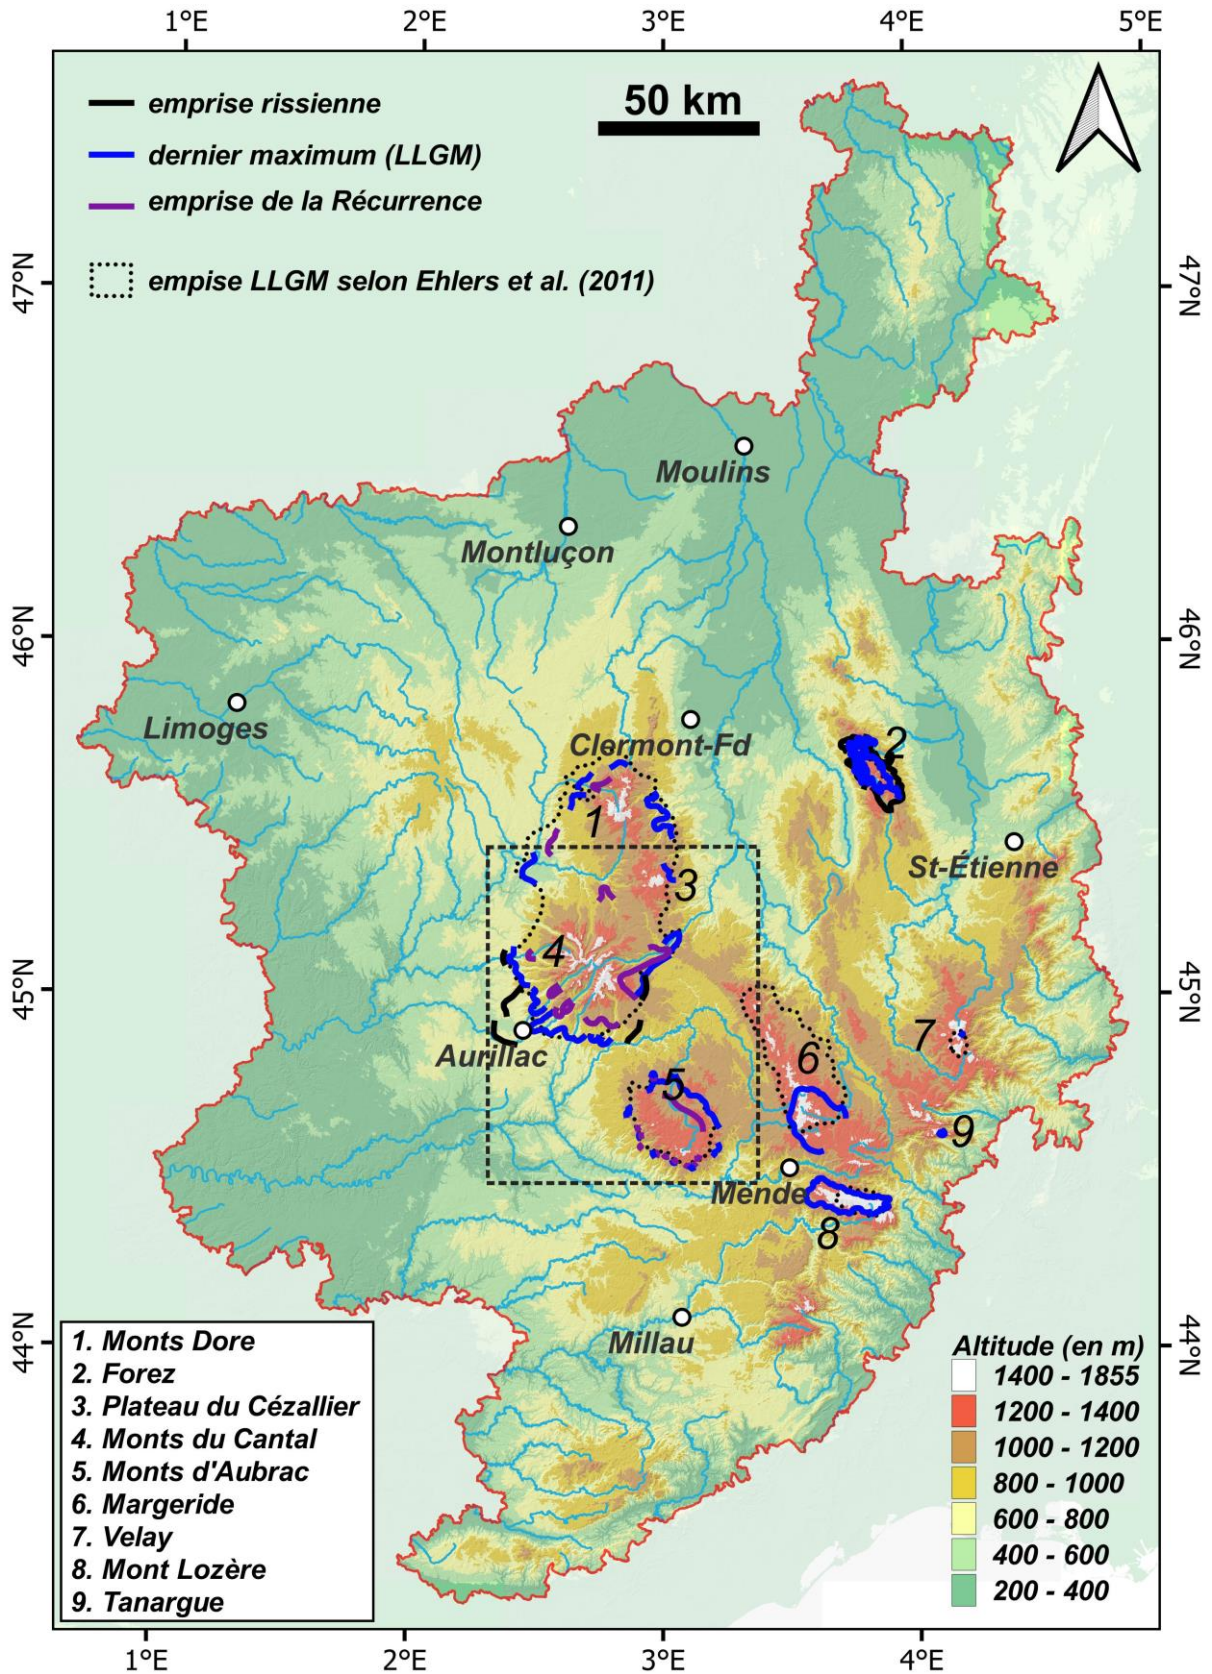 1°E 2°E 3°E 4°E 5°E
emprise rissienne
50 km
dernier maximum (LLGM)
emprise de la Récurrence
empise LLGM selon Ehlers et al. (2011)
47°N 47°N
Moulins
Montluçon
46°N 46°N
Limoges
Clermont-Fd
2
1
St-Étienne
3
4
45°N 45°N
7
Aurillac
6
5
9
Mende
8
Millau
44°N 44°N
1. Monts Dore
2. Forez
3. Plateau du Cézallier
4. Monts du Cantal
5. Monts d'Aubrac
6. Margeride
7. Velay
8. Mont Lozère
9. Tanargue
Altitude (en m)
1400 - 1855
1200 - 1400
1000 - 1200
800 - 1000
600 - 800
400 - 600
200 - 400
1°E 2°E 3°E 4°E